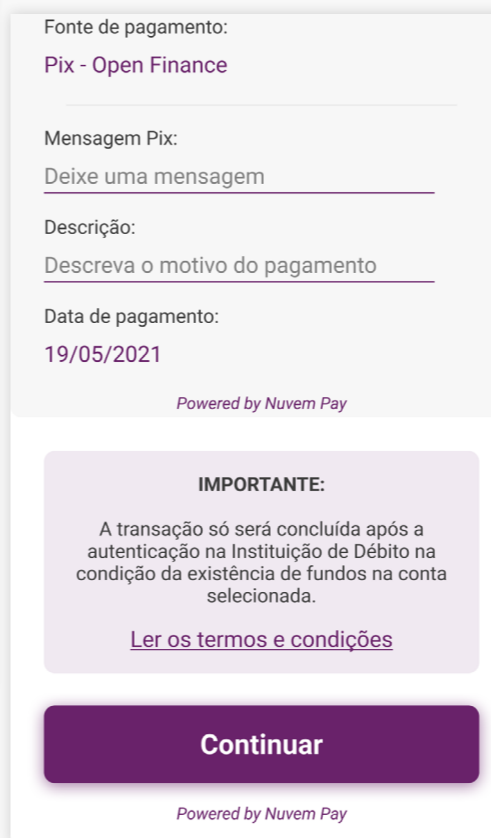 Fonte de pagamento:
Pix - Open Finance
Mensagem Pix:
Deixe uma mensagem
Descrição:
Descreva o motivo do pagamento
Data de pagamento:
19/05/2021
Powered by Nuvem Pay
IMPORTANTE:
A transação só será concluída após a
autenticação na Instituição de Débito na
condição da existência de fundos na conta
selecionada.
Ler os termos e condições
Continuar
Powered by Nuvem Pay